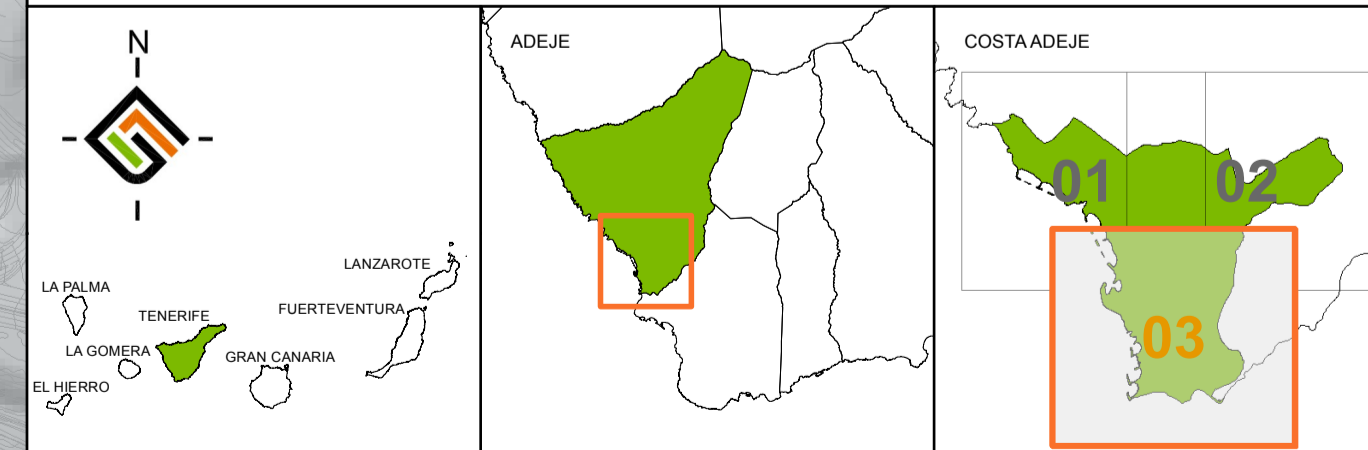 N
LA PALMA
TENERIFE
LA GOMERA
EL HIERRO
GRAN CANARIA
FUERTEVENTURA
LANZAROTE
ADEJE
COSTA ADEJE
01
02
03